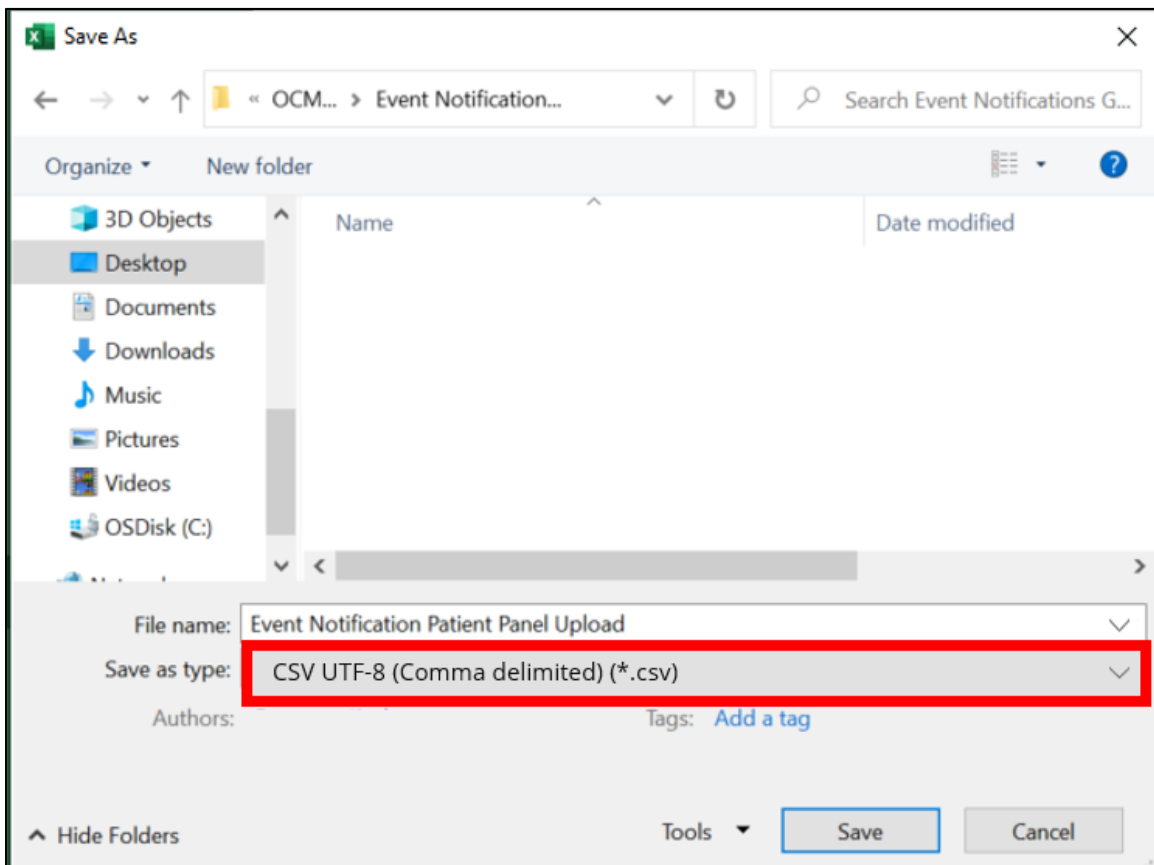 Save As
« OCM... > Event Notification...
Search Event Notifications G...
Organize
New folder
Name
Date modified
3D Objects
Desktop
Documents
Downloads
Music
Pictures
Videos
OSDisk (C:)
File name: Event Notification Patient Panel Upload
Save as type: CSV UTF-8 (Comma delimited) (*.csv)
Authors:
Tags: Add a tag
Hide Folders
Tools
Save
Cancel